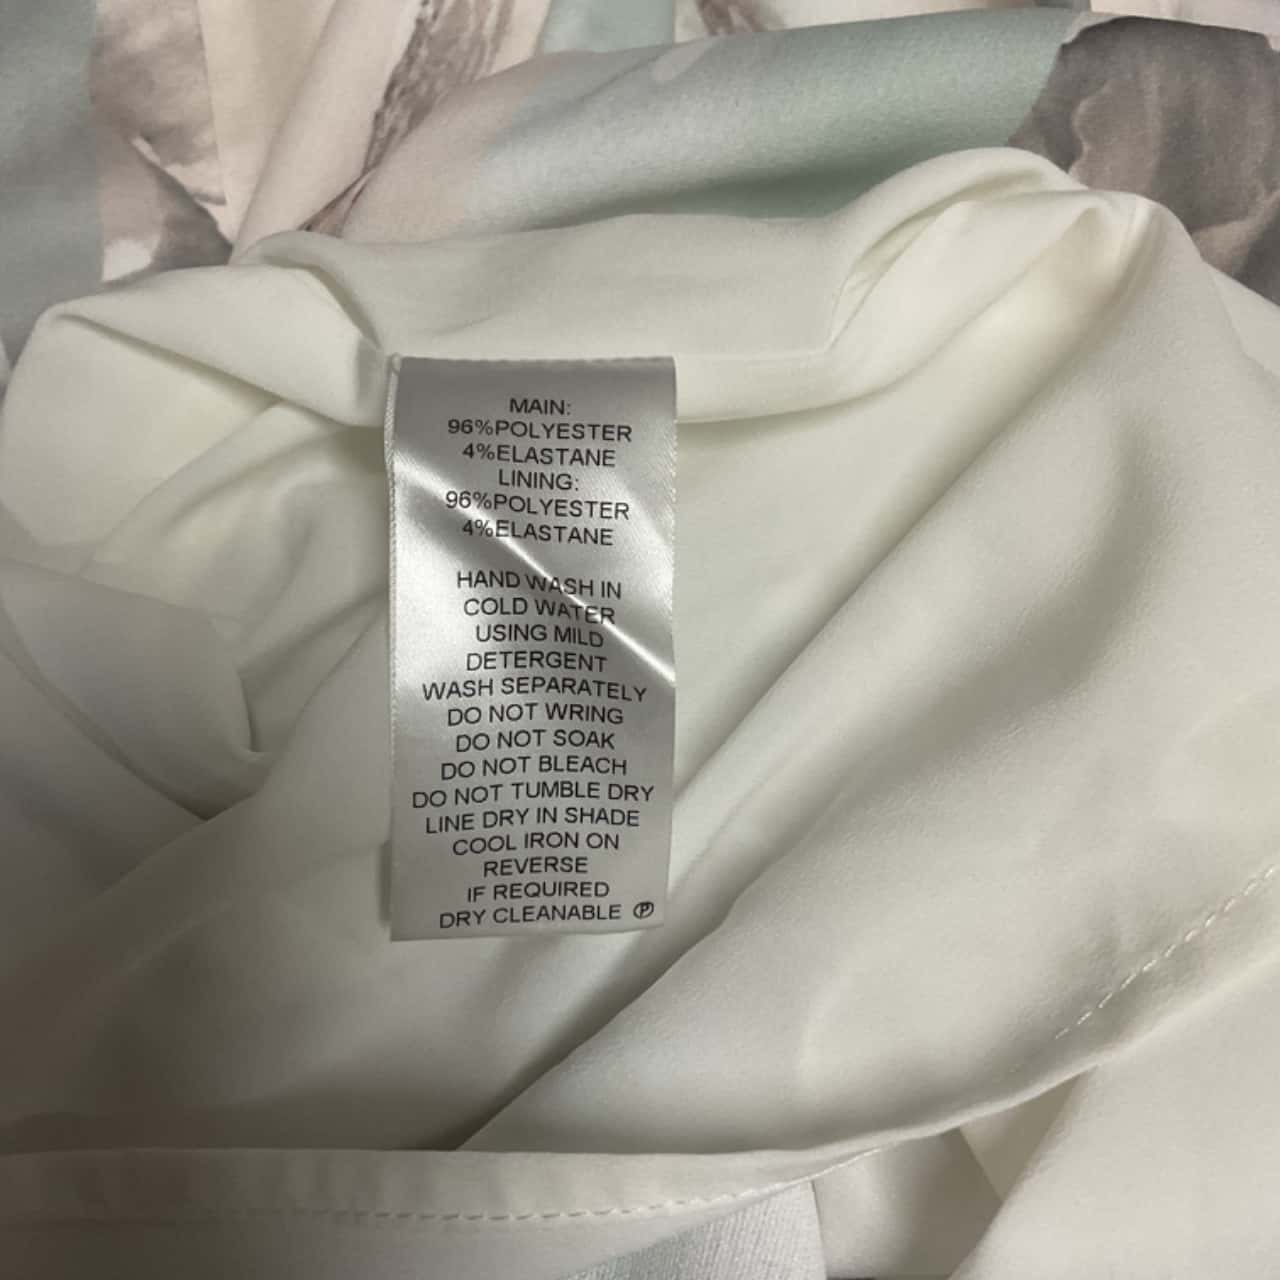 MAIN:
96%POLYESTER
4%ELASTANE
LINING:
96%POLYESTER
4%ELASTANE
HAND WASH IN
COLD WATER
USING MILD
DETERGENT
WASH SEPARATELY
DO NOT WRING
DO NOT SOAK
DO NOT BLEACH
DO NOT TUMBLE DRY
LINE DRY IN SHADE
COOL IRON ON
REVERSE
IF REQUIRED
DRY CLEANABLE Ⓟ